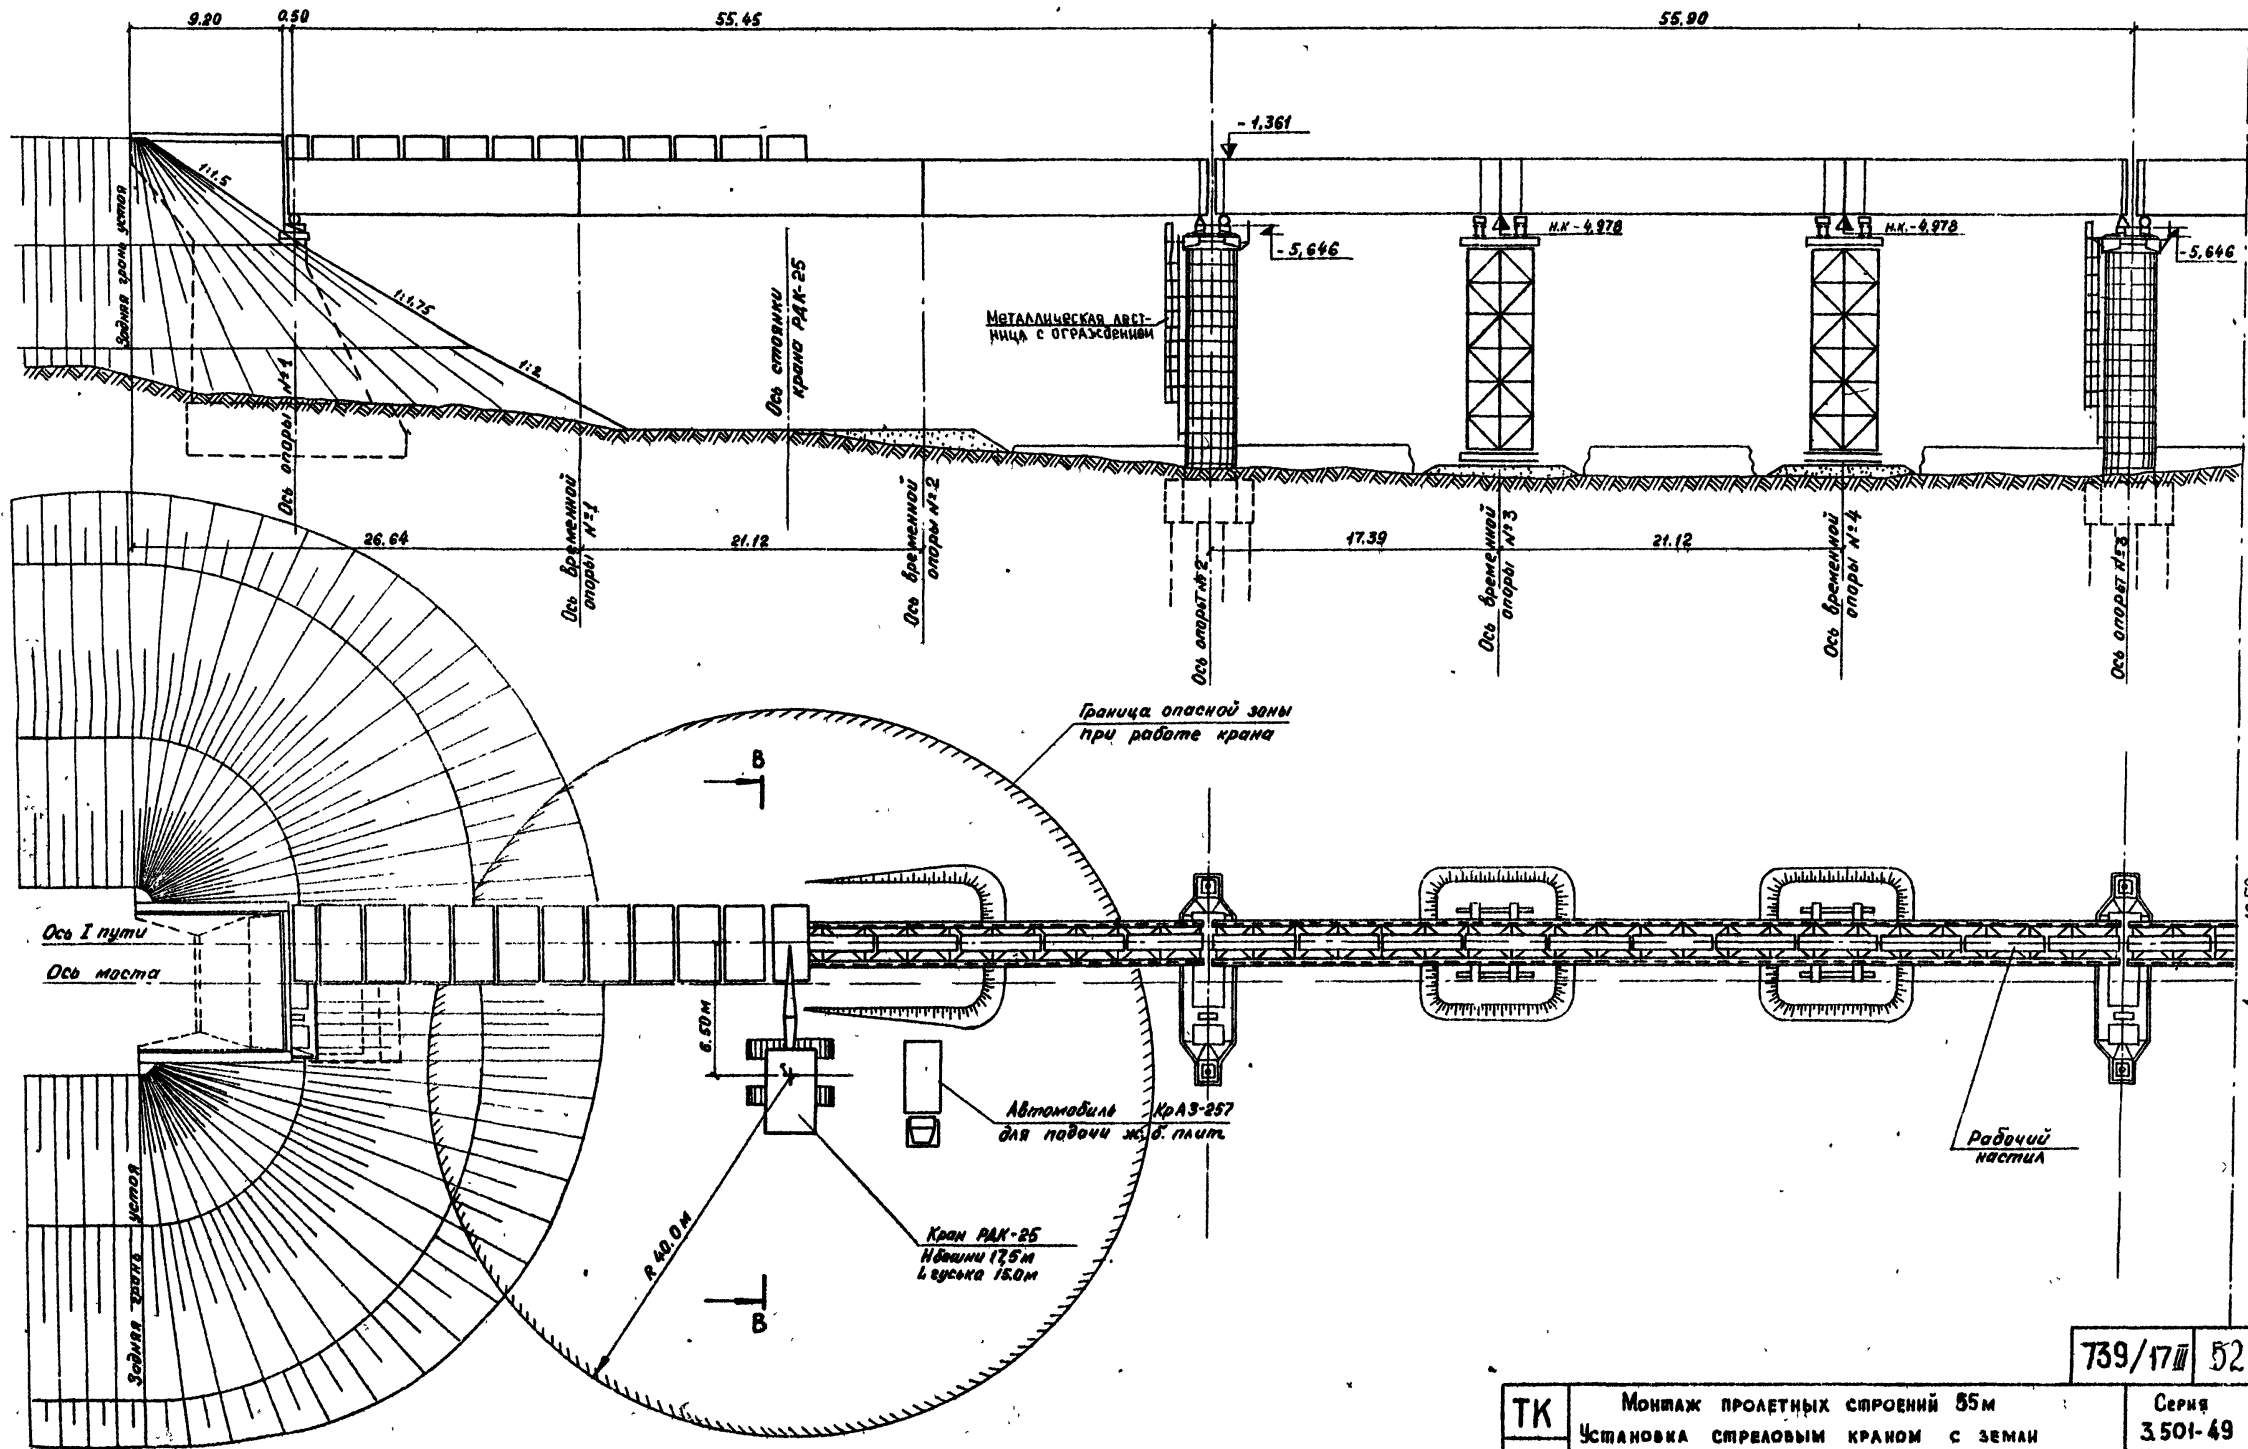 9.20
0.50
55.45
55.90
- 1,361
1:1,5
1:1,75
1:2
Задняя грань устоя
Ось опоры №1
Ось стоянки
крана РДК-25
Металлическая лест-
ница с ограждением
- 5,646
Н.К - 4,978
Н.К. - 4,978
- 5,646
26.64
21.12
17.39
21.12
Ось временной
опоры №1
Ось временной
опоры №2
Ось опоры №2
Ось временной
опоры №3
Ось временной
опоры №4
Ось опоры №3
Граница опасной зоны
при работе крана
В
Ось I пути
Ось моста
6.50м
Автомобиль КрАЗ-257
для подачи ж.б. плит
Рабочий
настил
R 40.0м
Кран РДК-25
Н башни 17,5м
L гуська 15.0м
В
Задняя грань устоя
739/17 III 52
ТК
Монтаж пролетных строений 55м
Установка стреловым краном с земли
Серия
3.501-49